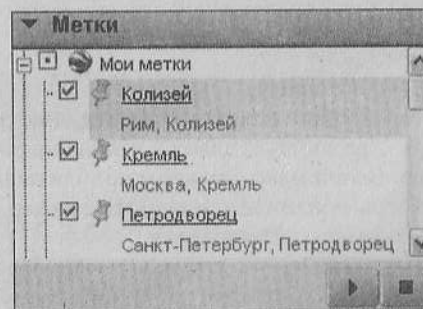 Метки
Мои метки
Колизей
Рим, Колизей
Кремль
Москва, Кремль
Петродворец
Санкт-Петербург, Петродворец